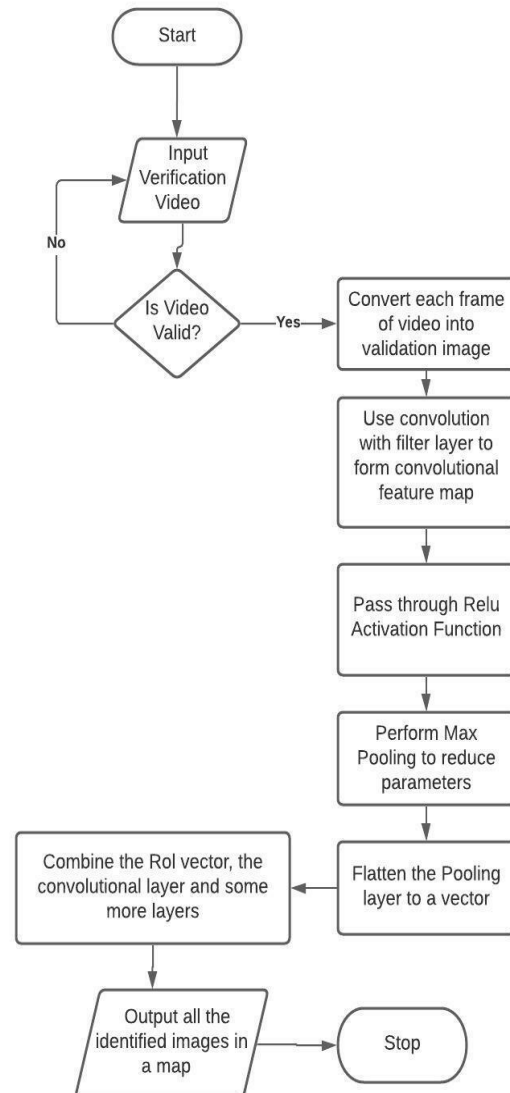 Start
Input
Verification
Video
No
Is Video
Valid?
Yes
Convert each frame
of video into
validation image
Use convolution
with filter layer to
form convolutional
feature map
Pass through Relu
Activation Function
Perform Max
Pooling to reduce
parameters
Flatten the Pooling
layer to a vector
Combine the RoI vector, the
convolutional layer and some
more layers
Output all the
identified images in
a map
Stop